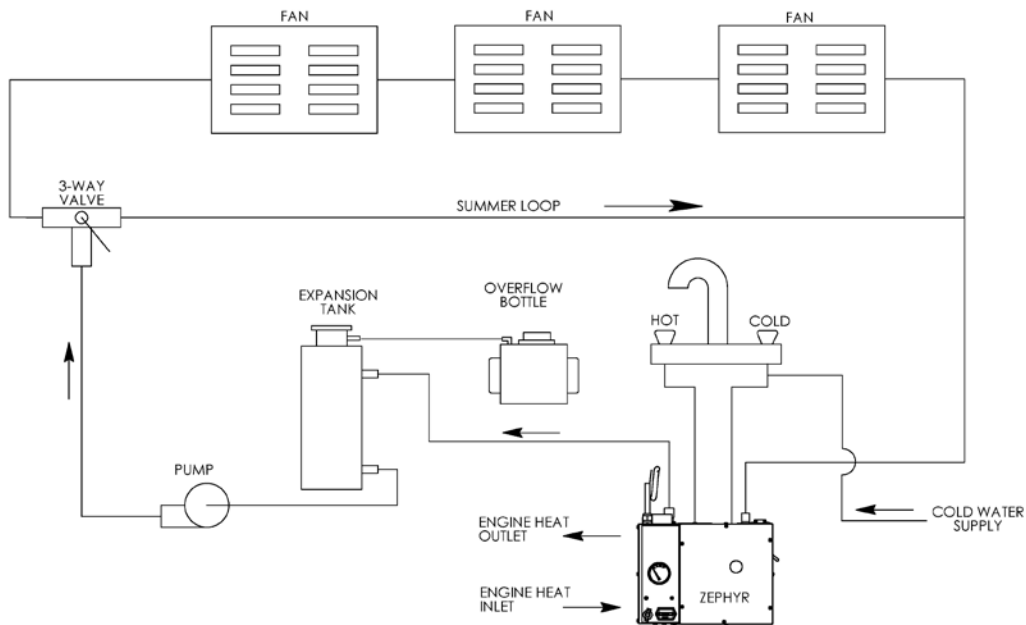 FAN
FAN
FAN
3-WAY
VALVE
SUMMER LOOP
EXPANSION
TANK
OVERFLOW
BOTTLE
HOT
COLD
PUMP
ENGINE HEAT
OUTLET
COLD WATER
SUPPLY
ENGINE HEAT
INLET
ZEPHYR